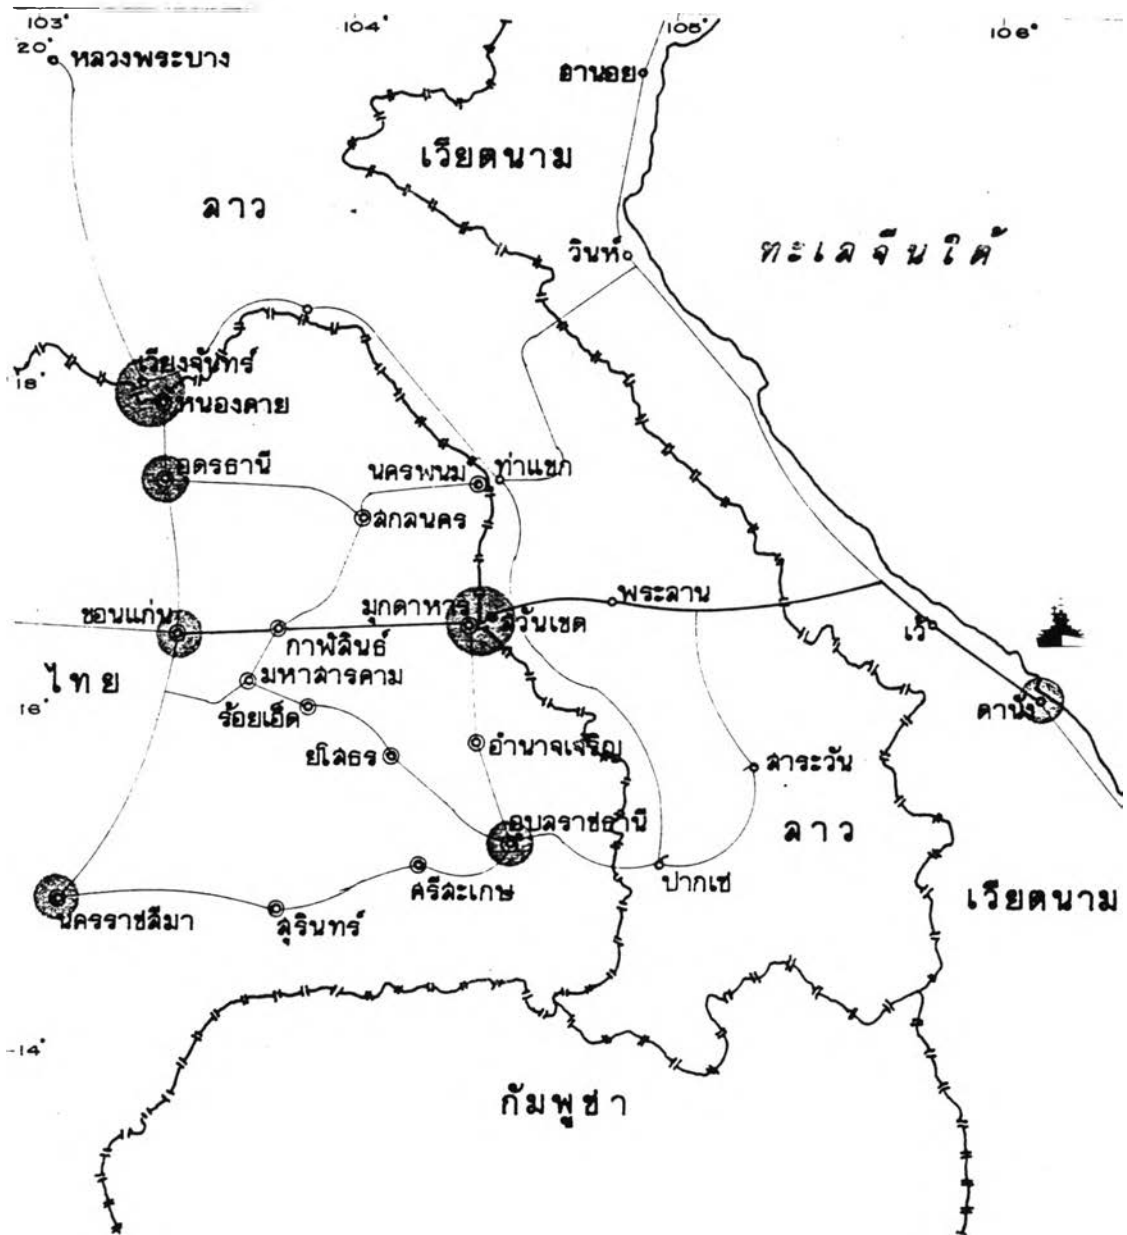 103°
104°
105°
106°
20°
หลวงพระบาง
ฮานอย
เวียดนาม
ลาว
วินห์
ทะเลจีนใต้
18°
เวียงจันทร์
หนองคาย
อุดรธานี
นครพนม
ท่าแขก
สกลนคร
มุกดาหาร
สวันเขต
พระลาน
ขอนแก่น
กาฬสินธ์
เว้
ไทย
มหาสารคาม
16°
ร้อยเอ็ด
ดานัง
ยโสธร
อำนาจเจริญ
สาระวัน
อุบลราชธานี
ลาว
ศรีสะเกษ
ปากเซ
เวียดนาม
นครราชสีมา
สุรินทร์
14°
กัมพูชา